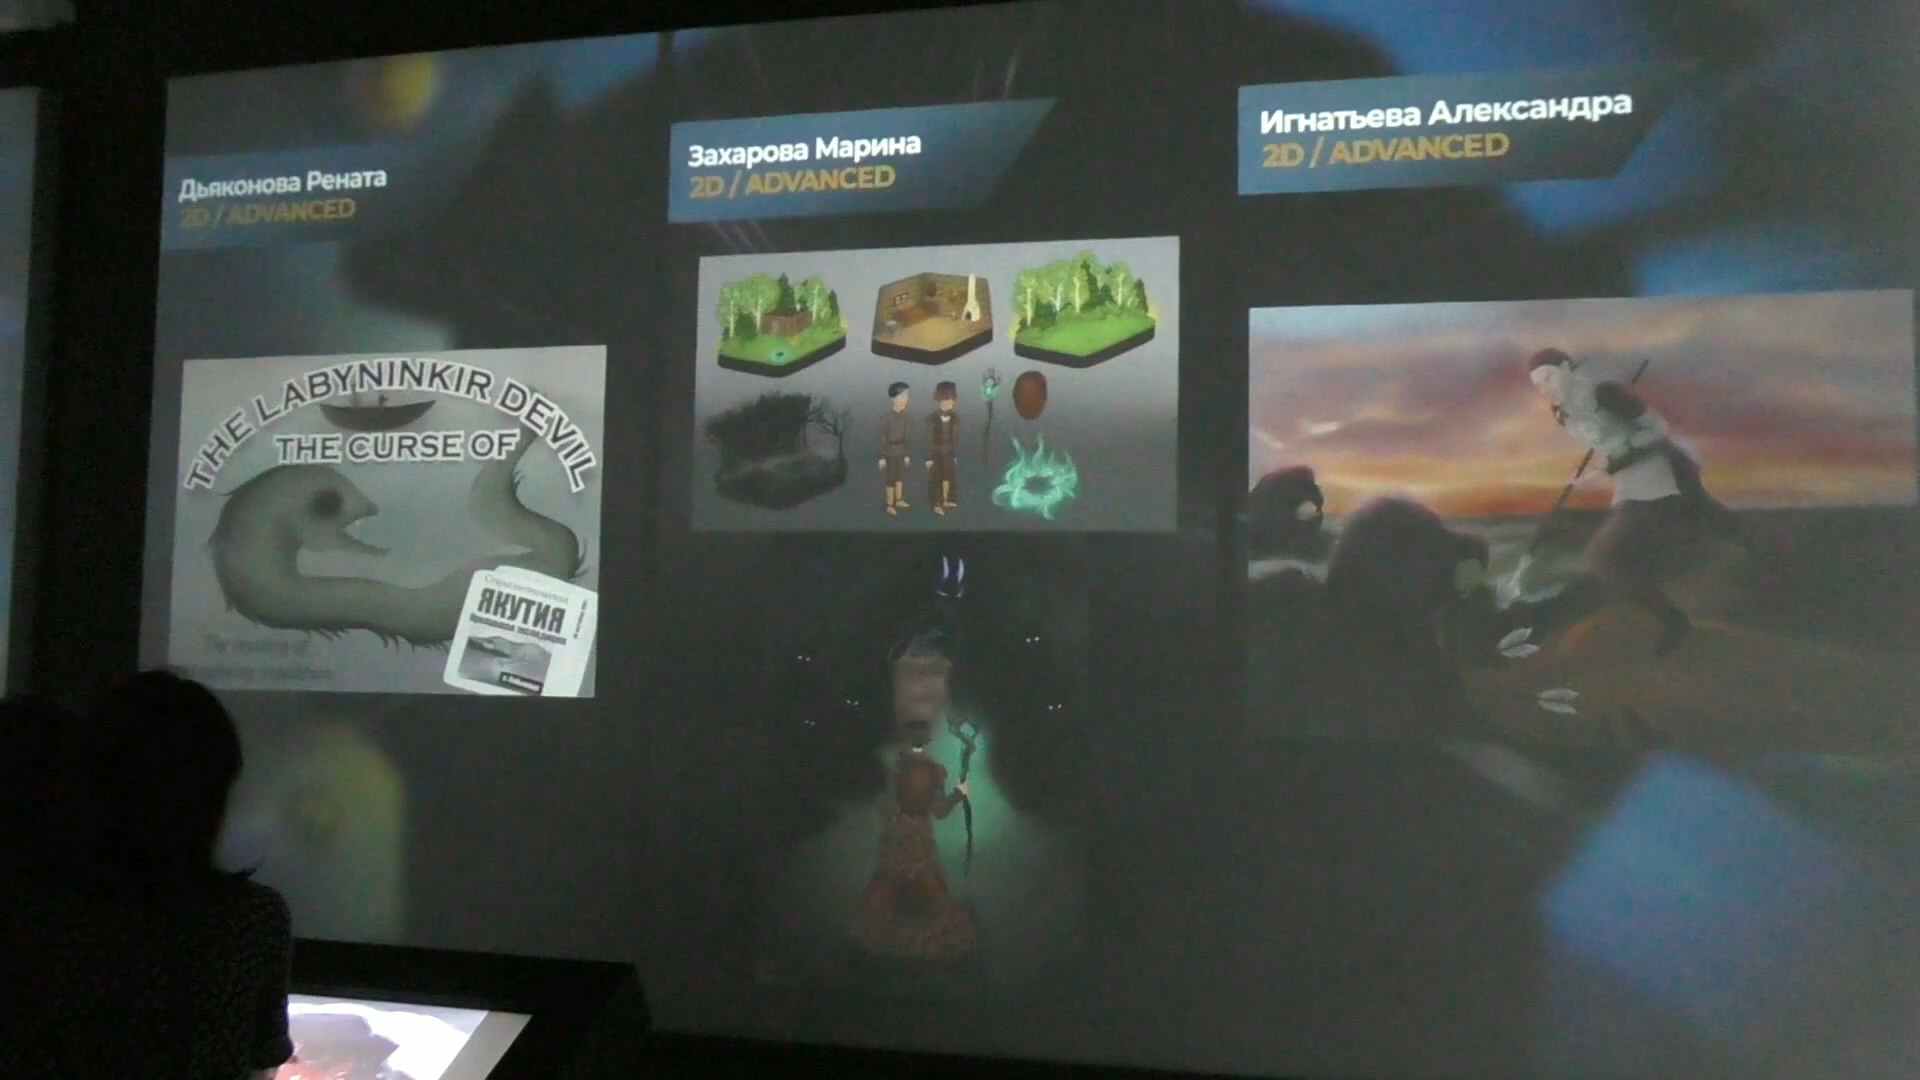 Дьяконова Рената
2D / ADVANCED
THE LABYNINKIR DEVIL
THE CURSE OF
ЯКУТИЯ
Захарова Марина
2D / ADVANCED
Игнатьева Александра
2D / ADVANCED